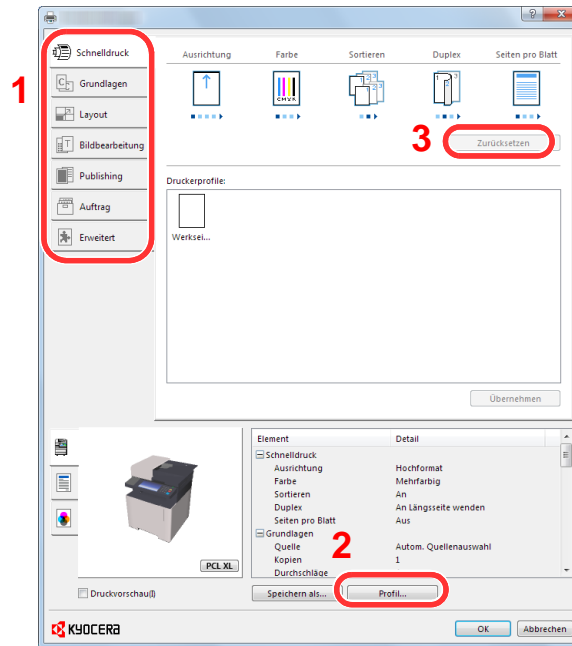 1
Schnelldruck
Grundlagen
Layout
Bildbearbeitung
Publishing
Auftrag
Erweitert
Ausrichtung Farbe Sortieren Duplex Seiten pro Blatt
CMYK
3 Zurücksetzen
Druckerprofile:
Werksei...
Übernehmen
Element Detail
Schnelldruck
Ausrichtung Hochformat
Farbe Mehrfarbig
Sortieren An
Duplex An Längsseite wenden
Seiten pro Blatt Aus
Grundlagen
Quelle Autom. Quellenauswahl
Kopien 1
Durchschläge
2
PCL XL
Druckvorschau(I)
Speichern als... Profil...
KYOCERA
OK Abbrechen